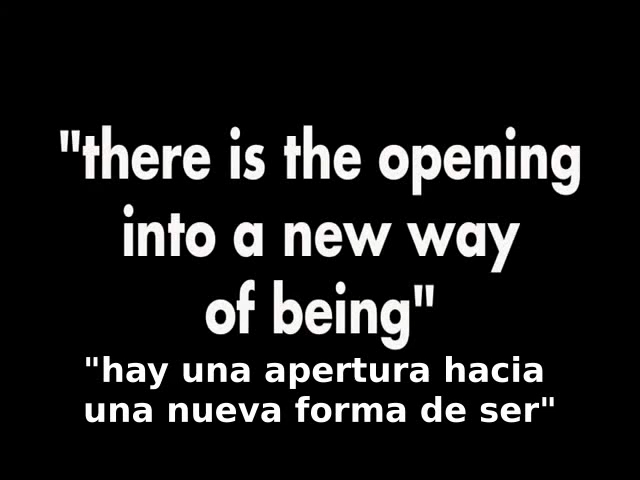 "there is the opening
into a new way
of being"
"hay una apertura hacia
una nueva forma de ser"